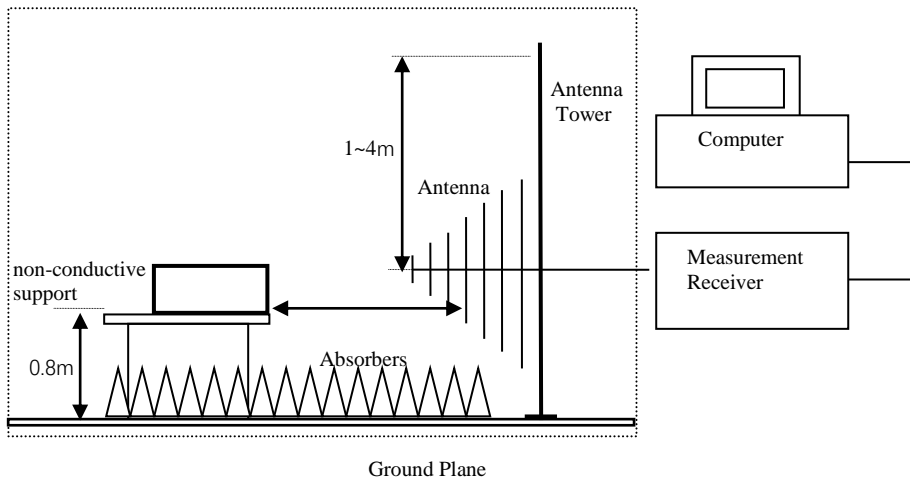 Antenna
Tower
Computer
1~4m
Antenna
non-conductive
support
Measurement
Receiver
0.8m
Absorbers
Ground Plane